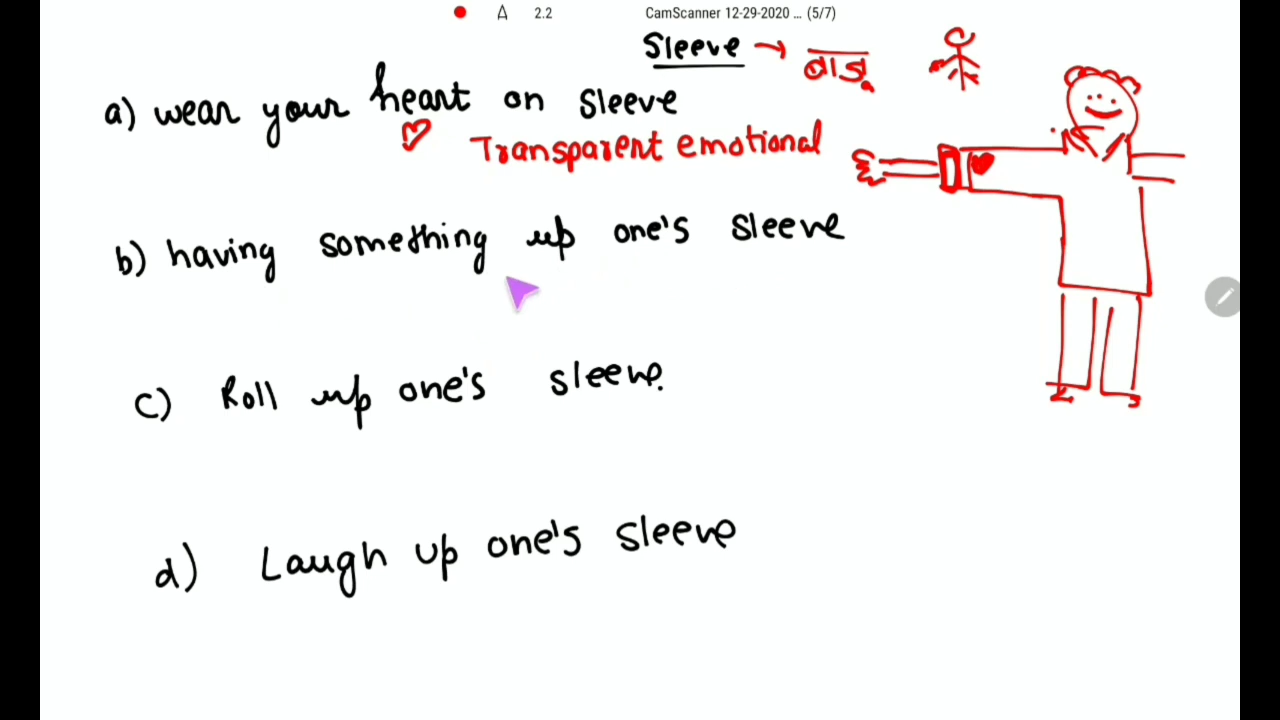 A 2.2 CamScanner 12-29-2020 ... (5/7)
Sleeve →
a) wear your heart on sleeve
Transparent emotional
b) having something up one's sleeve
c) Roll up one's sleeve.
d) Laugh up one's sleeve